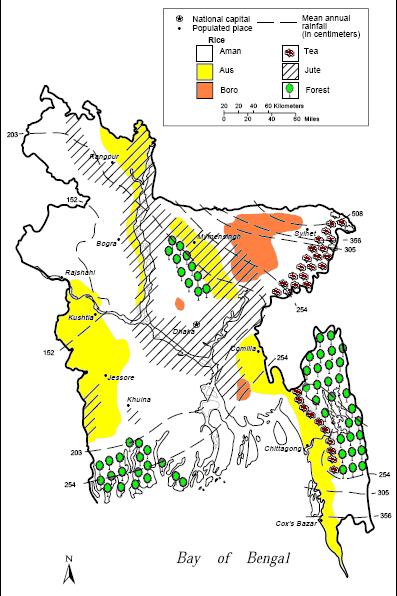 National capital
Populated place
Mean annual
rainfall
(in centimeters)
Rice
Aman
Tea
Aus
Jute
Boro
Forest
20 0 20 40 60 Kilometers
20 0 20 40 60 Miles
203
Rangpur
152
508
Sylhet
356
305
Mymensingh
Bogra
Rajshahi
254
Kushtia
Dhaka
152
Comilla
254
Jessore
Khulna
Chittagong
203
254
254
305
356
Cox's Bazar
N
Bay of Bengal